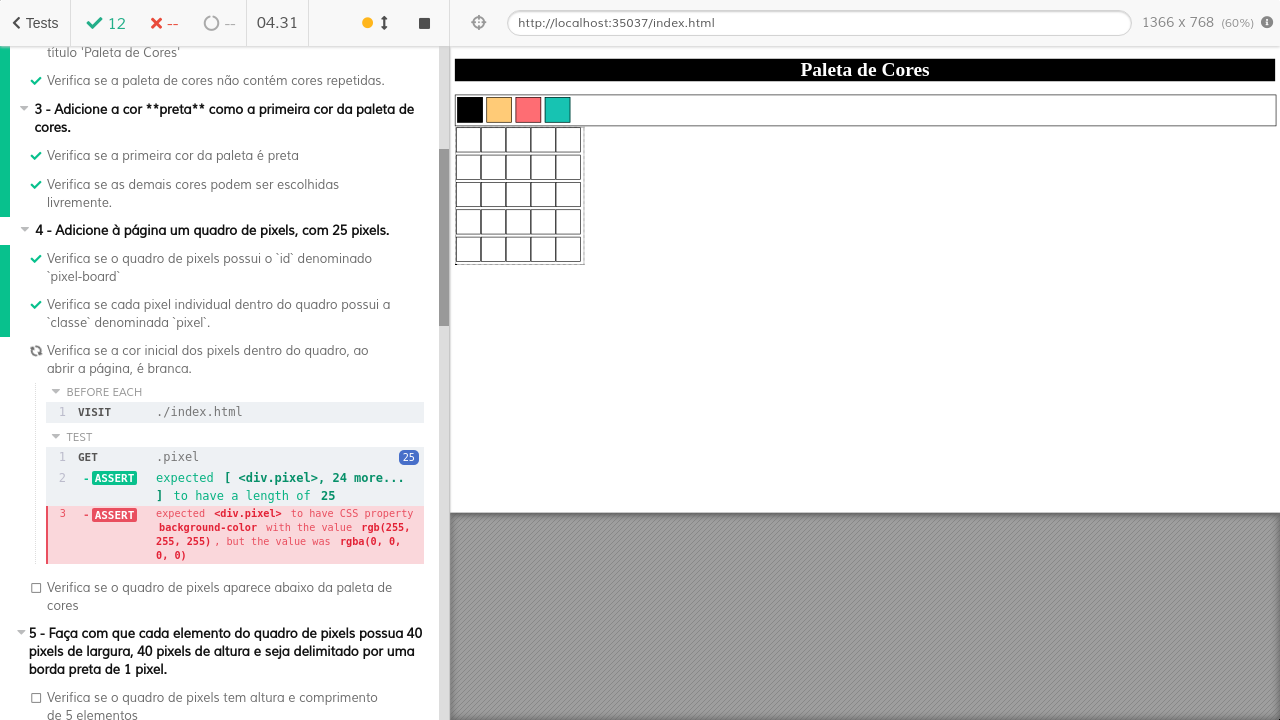 Tests
12
--
--
04.31
http://localhost:35037/index.html
1366 x 768 (60%)
título 'Paleta de Cores'
Verifica se a paleta de cores não contém cores repetidas.
3 - Adicione a cor **preta** como a primeira cor da paleta de
cores.
Verifica se a primeira cor da paleta é preta
Verifica se as demais cores podem ser escolhidas
livremente.
4 - Adicione à página um quadro de pixels, com 25 pixels.
Verifica se o quadro de pixels possui o `id` denominado
`pixel-board`
Verifica se cada pixel individual dentro do quadro possui a
`classe` denominada `pixel`.
Verifica se a cor inicial dos pixels dentro do quadro, ao
abrir a página, é branca.
BEFORE EACH
1 VISIT ./index.html
TEST
1 GET .pixel 25
2 -ASSERT expected [ <div.pixel>, 24 more...
] to have a length of 25
3 -ASSERT expected <div.pixel> to have CSS property
background-color with the value rgb(255,
255, 255), but the value was rgba(0, 0,
0, 0)
Verifica se o quadro de pixels aparece abaixo da paleta de
cores
5 - Faça com que cada elemento do quadro de pixels possua 40
pixels de largura, 40 pixels de altura e seja delimitado por uma
borda preta de 1 pixel.
Verifica se o quadro de pixels tem altura e comprimento
de 5 elementos
Paleta de Cores